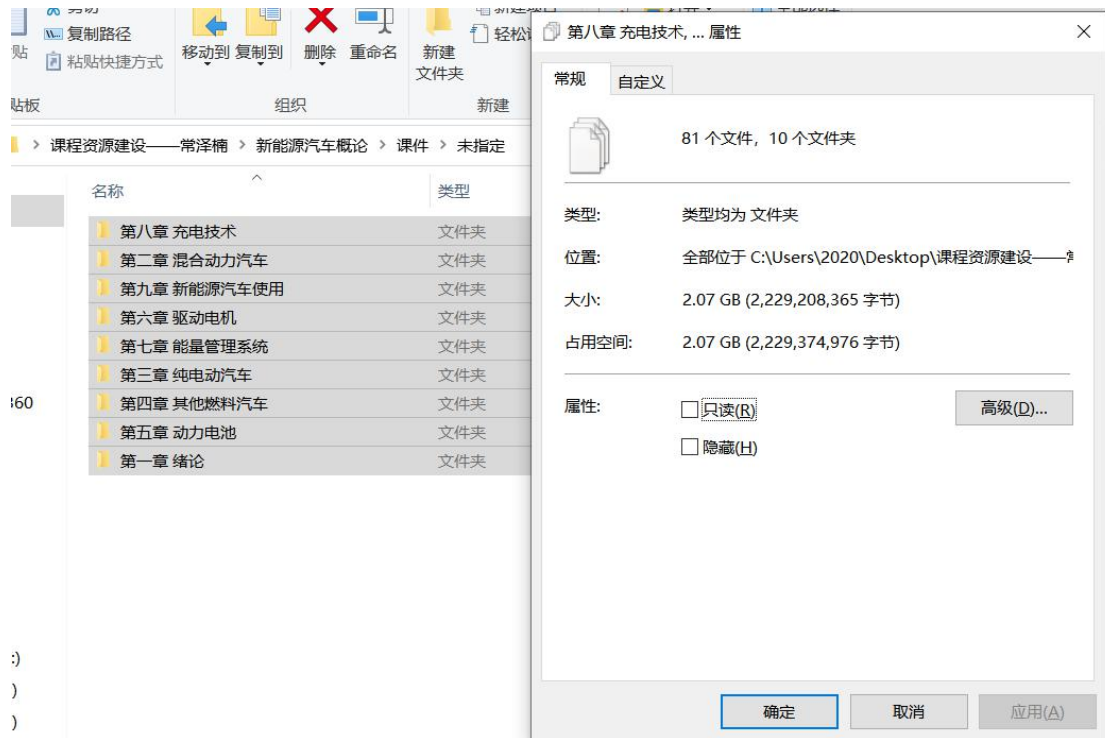 复制路径
粘贴快捷方式
移动到 复制到
删除
重命名
新建
文件夹
轻松
贴板
组织
新建
课程资源建设——常泽楠 > 新能源汽车概论 > 课件 > 未指定
名称
类型
第八章 充电技术 文件夹
第二章 混合动力汽车 文件夹
第九章 新能源汽车使用 文件夹
第六章 驱动电机 文件夹
第七章 能量管理系统 文件夹
第三章 纯电动汽车 文件夹
第四章 其他燃料汽车 文件夹
第五章 动力电池 文件夹
第一章 绪论 文件夹
360
:)
)
)
第八章 充电技术, ... 属性
常规 自定义
81 个文件，10 个文件夹
类型: 类型均为 文件夹
位置: 全部位于 C:\Users\2020\Desktop\课程资源建设——
大小: 2.07 GB (2,229,208,365 字节)
占用空间: 2.07 GB (2,229,374,976 字节)
属性: 只读(R) 高级(D)...
隐藏(H)
确定 取消 应用(A)